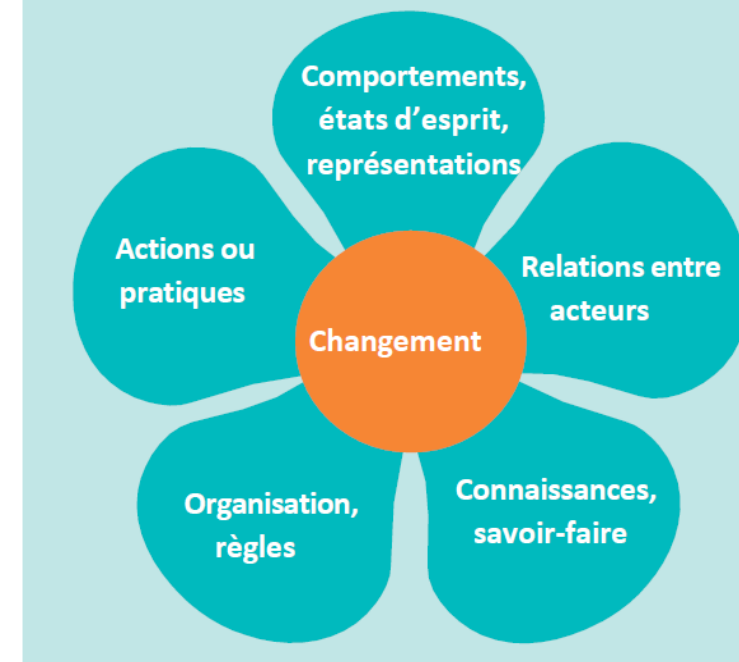 Comportements,
états d’esprit,
représentations
Actions ou
pratiques
Relations entre
acteurs
Changement
Organisation,
règles
Connaissances,
savoir-faire